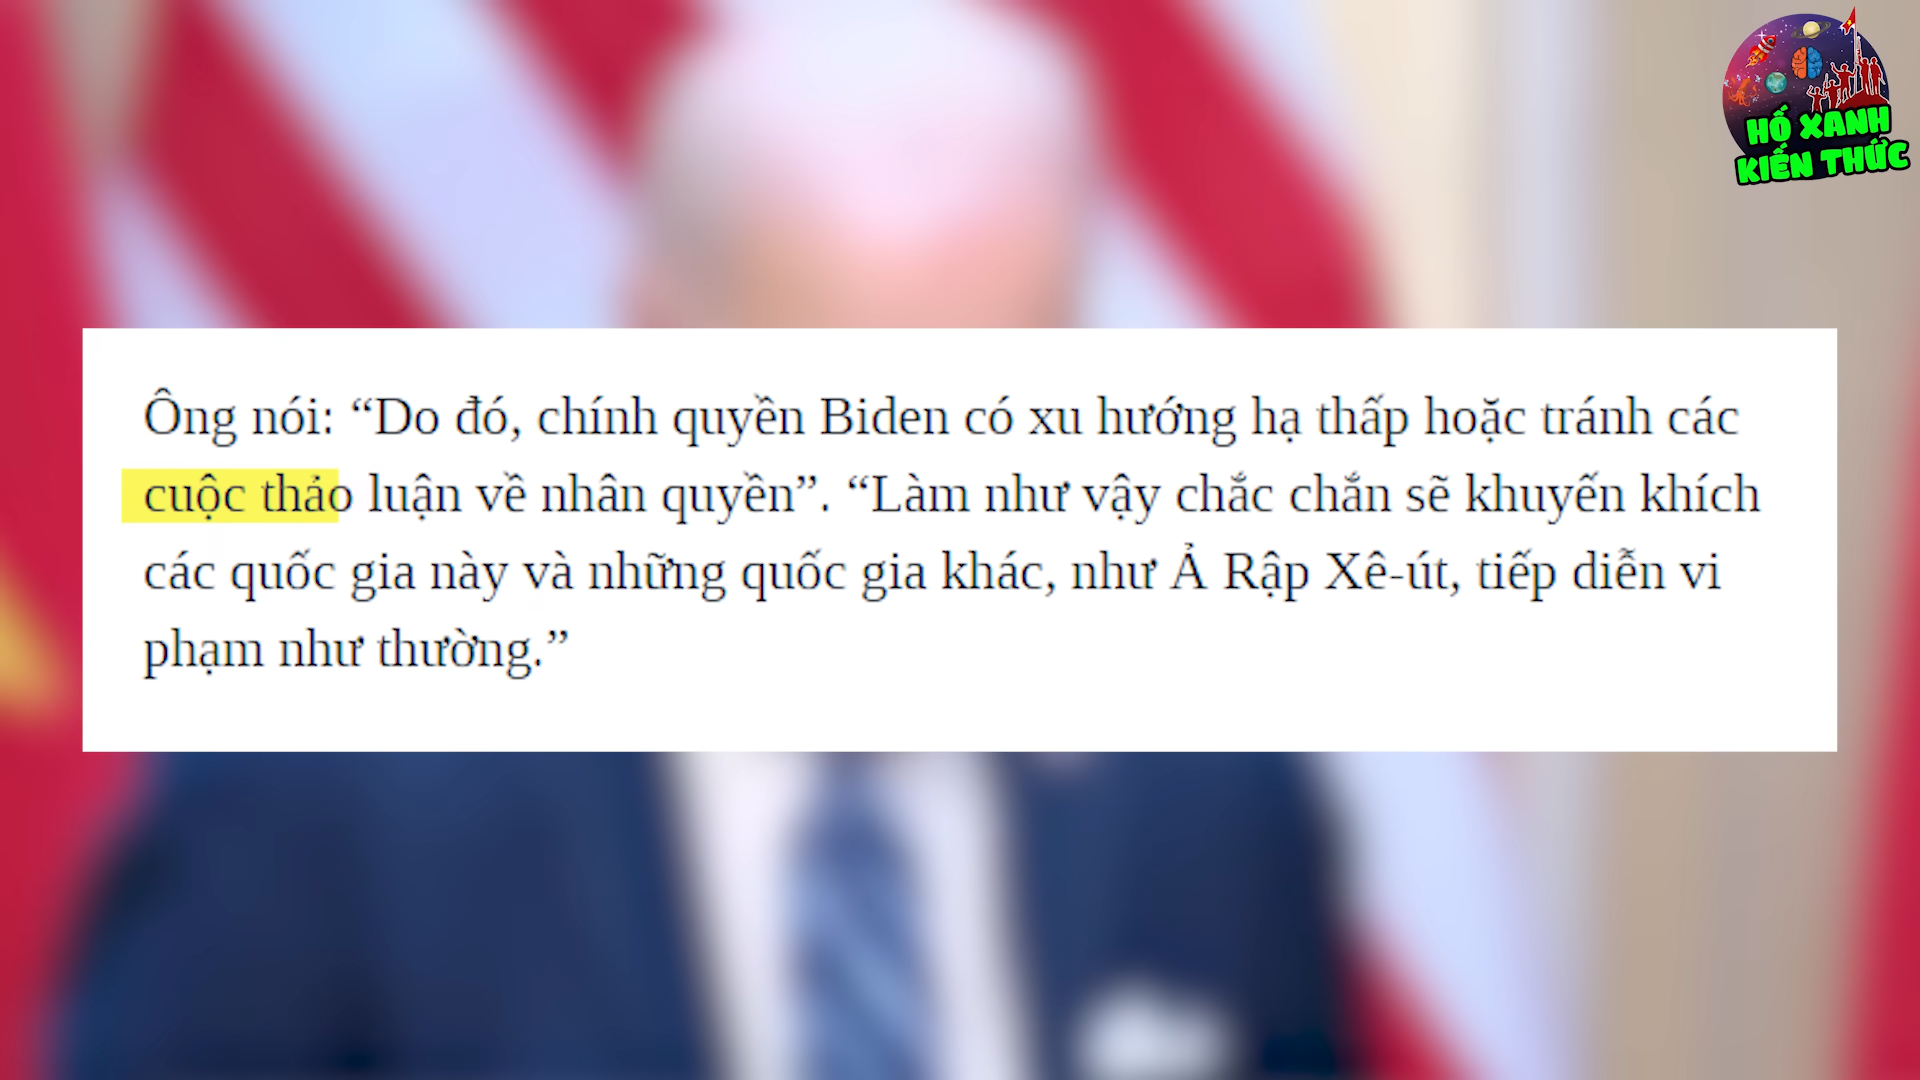 HỐ XANH
KIẾN THỨC
Ông nói: “Do đó, chính quyền Biden có xu hướng hạ thấp hoặc tránh các
cuộc thảo luận về nhân quyền”. “Làm như vậy chắc chắn sẽ khuyến khích
các quốc gia này và những quốc gia khác, như Ả Rập Xê-út, tiếp diễn vi
phạm như thường.”